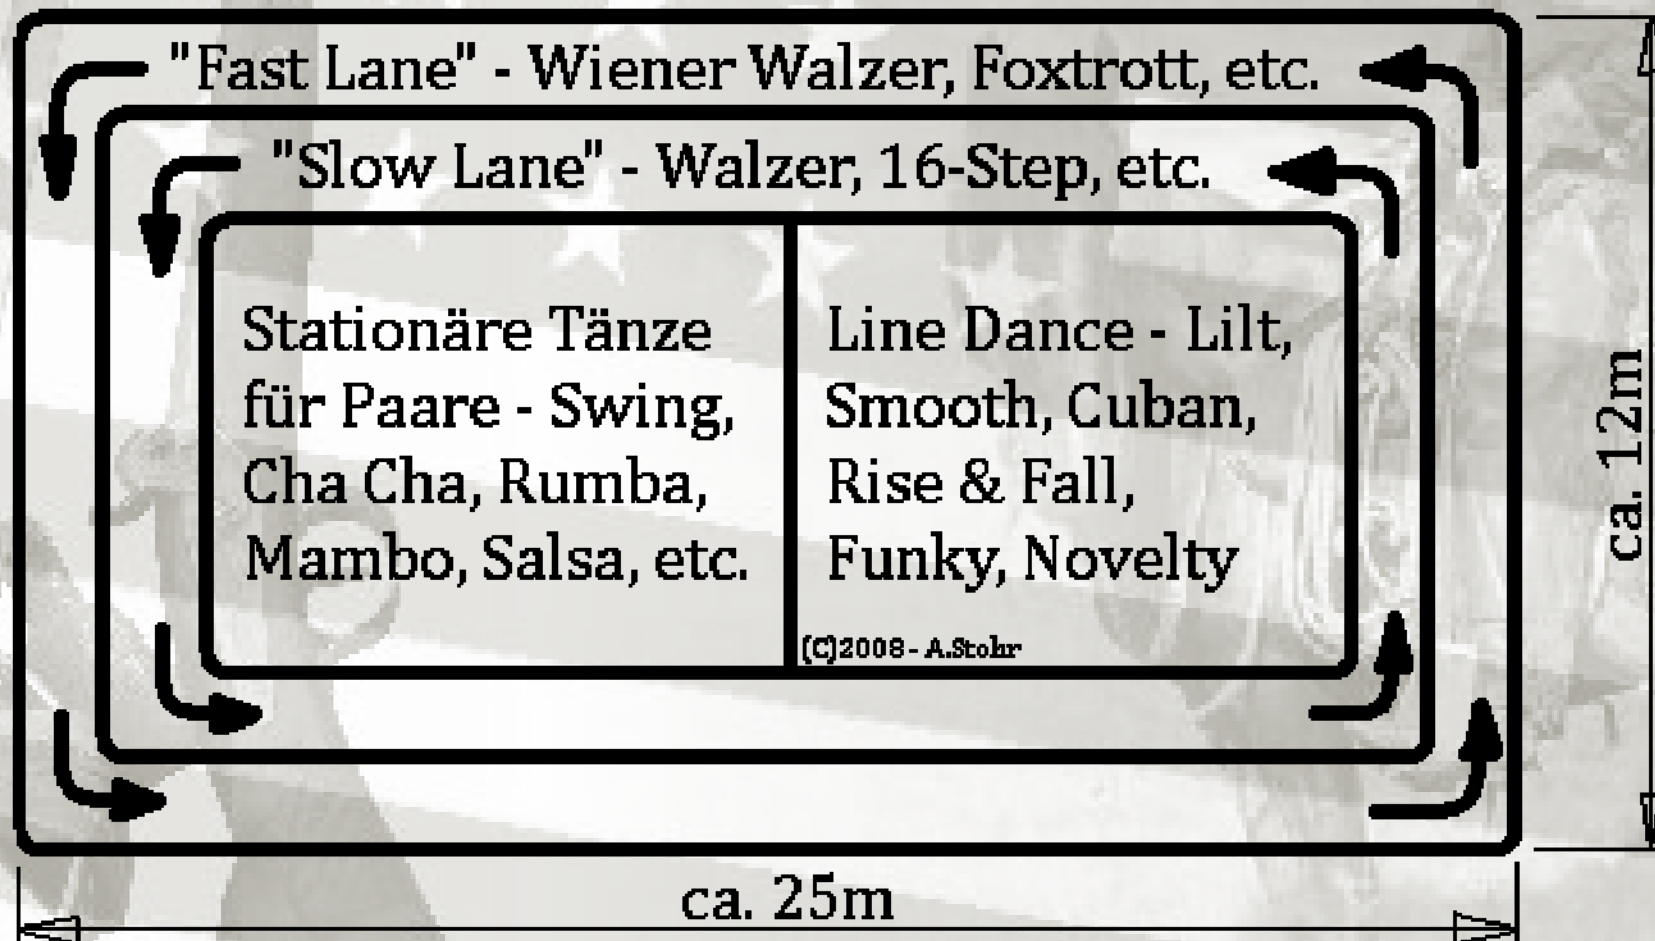 "Fast Lane" - Wiener Walzer, Foxtrott, etc.
"Slow Lane" - Walzer, 16-Step, etc.
Stationäre Tänze
für Paare - Swing,
Cha Cha, Rumba,
Mambo, Salsa, etc.
Line Dance - Lilt,
Smooth, Cuban,
Rise & Fall,
Funky, Novelty
(C)2008 - A.Stohr
ca. 12m
ca. 25m